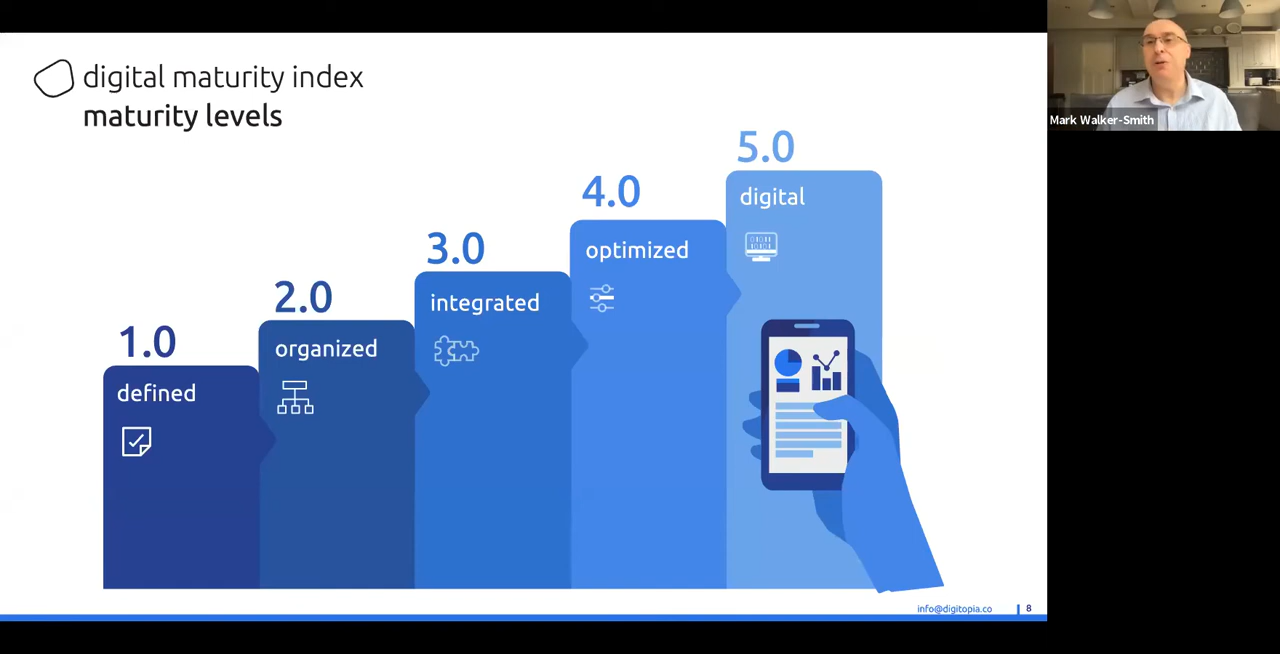 digital maturity index
maturity levels
1.0
defined
2.0
organized
3.0
integrated
4.0
optimized
5.0
digital
info@digitopia.co
8
Mark Walker-Smith